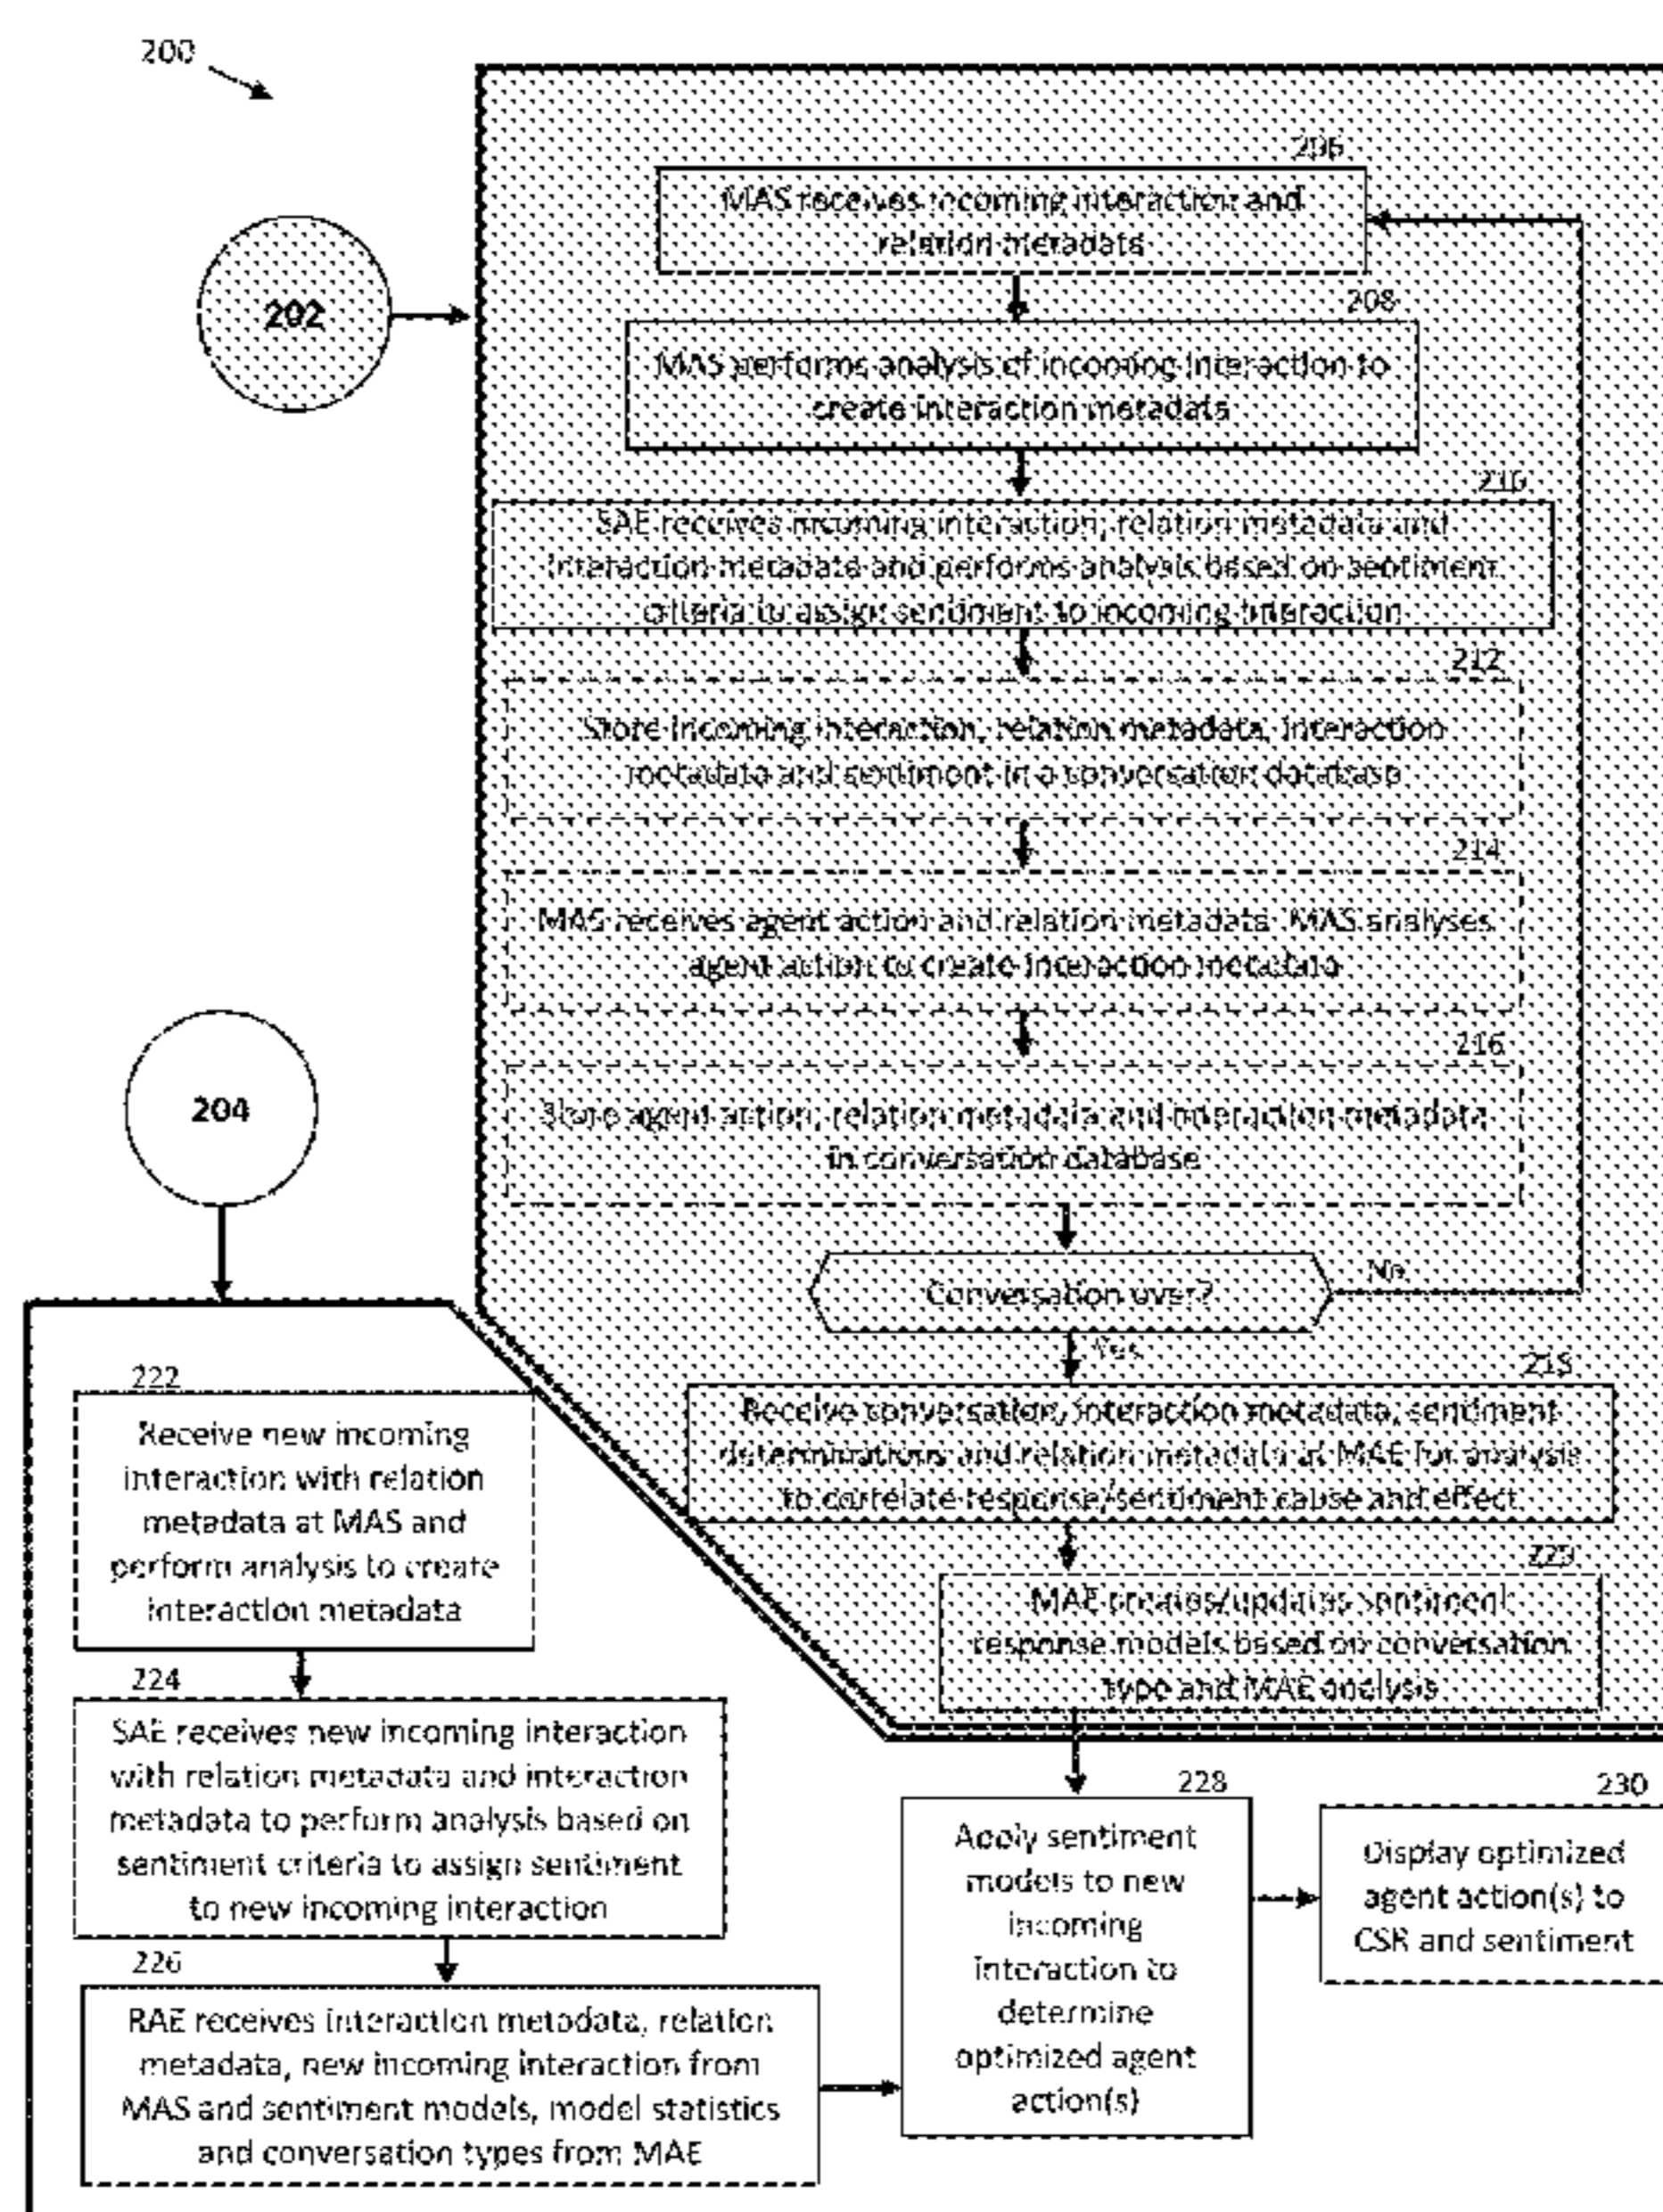 200
202
206
MAS receives incoming interaction and
relation metadata
208
MAS performs analysis of incoming interaction to
create interaction metadata
210
SAE receives incoming interaction, relation metadata and
interaction metadata and performs analysis based on sentiment
criteria to assign sentiment to incoming interaction
212
Store incoming interaction, relation metadata, interaction
metadata and sentiment in a conversation database
214
MAS receives agent action and relation metadata. MAS analyses
agent action to create interaction metadata
216
Store agent action, relation metadata and interaction metadata
in conversation database
Conversation over?
No
Yes
218
Receive conversation, interaction metadata, sentiment
determinations and relation metadata at MAE for analysis
to correlate response/sentiment cause and effect
220
MAE creates/updates sentiment
response models based on conversation
type and MAE analysis
204
222
Receive new incoming
interaction with relation
metadata at MAS and
perform analysis to create
interaction metadata
224
SAE receives new incoming interaction
with relation metadata and interaction
metadata to perform analysis based on
sentiment criteria to assign sentiment
to new incoming interaction
226
RAE receives interaction metadata, relation
metadata, new incoming interaction from
MAS and sentiment models, model statistics
and conversation types from MAE
228
Apply sentiment
models to new
incoming
interaction to
determine
optimized agent
action(s)
230
Display optimized
agent action(s) to
CSR and sentiment